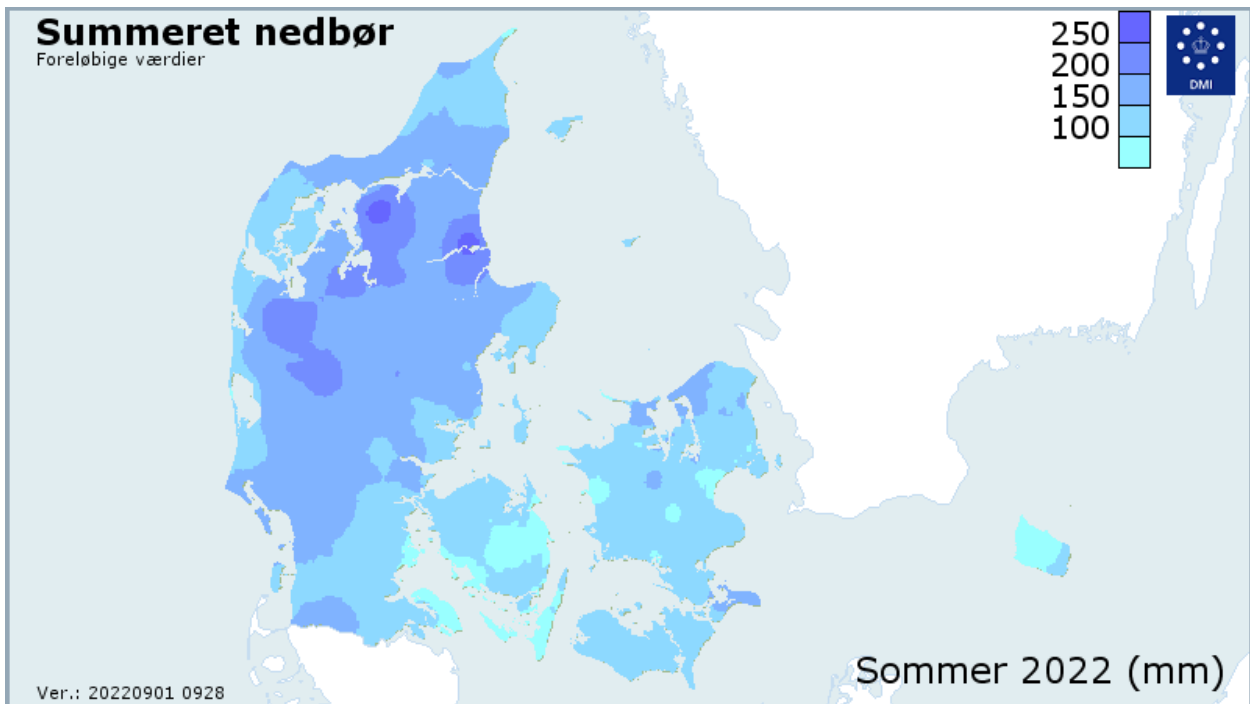 Summeret nedbør
Foreløbige værdier
250
200
150
100
DMI
Sommer 2022 (mm)
Ver.: 20220901 0928